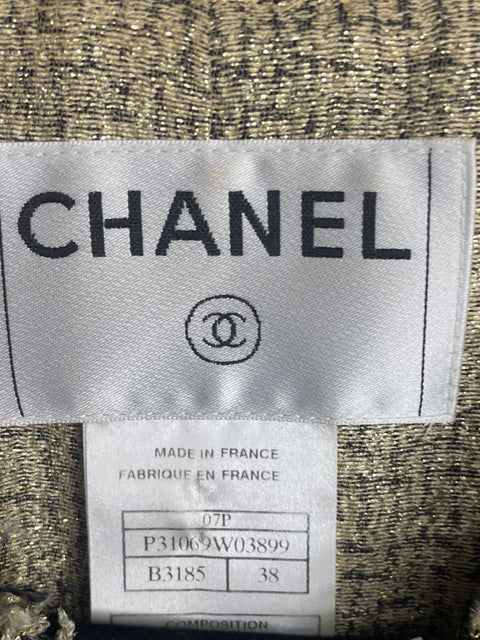 CHANEL
MADE IN FRANCE
FABRIQUE EN FRANCE
07P
P31069W03899
B3185 38
COMPOSITION